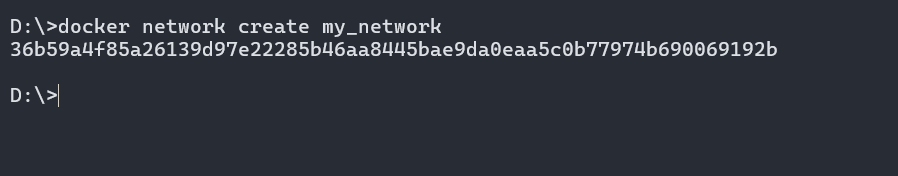 D:\>docker network create my_network
36b59a4f85a26139d97e22285b46aa8445bae9da0eaa5c0b77974b690069192b
D:\>